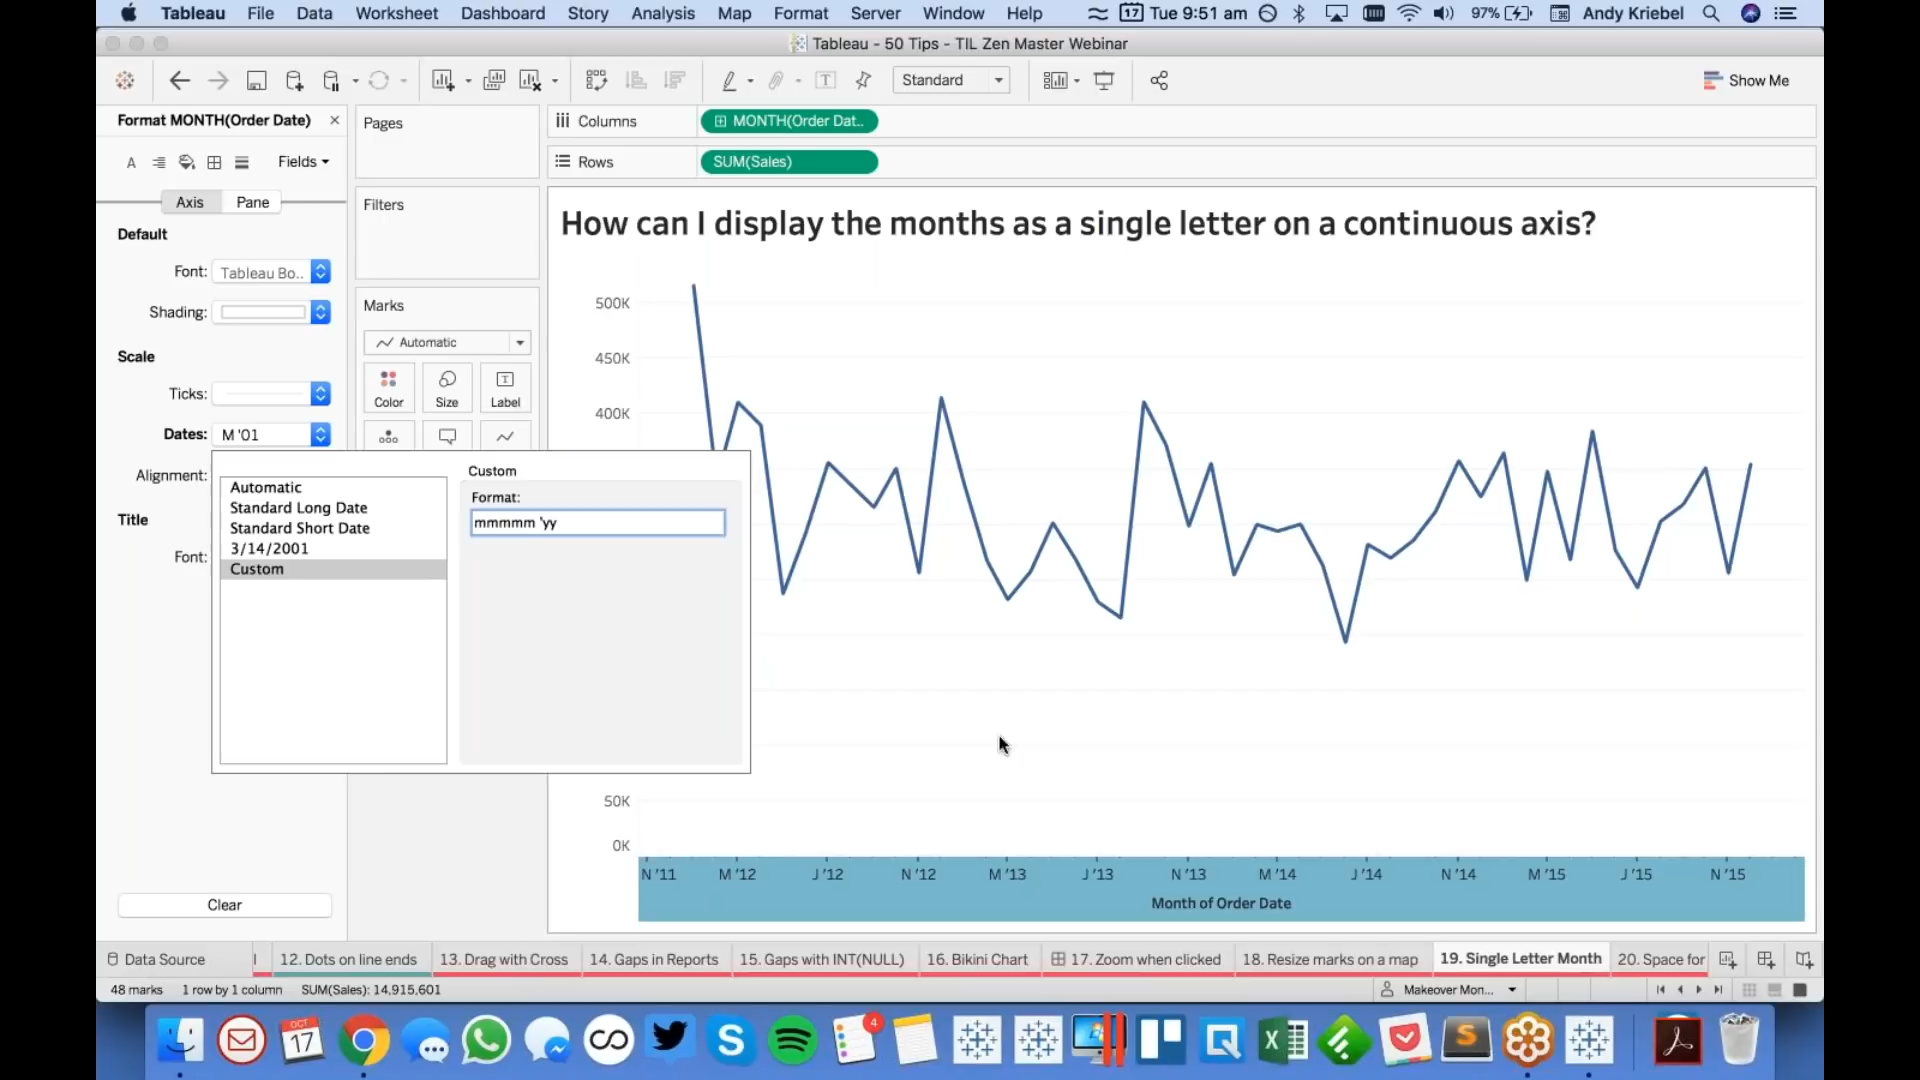 Tableau File Data Worksheet Dashboard Story Analysis Map Format Server Window Help 17 Tue 9:51 am 97% Andy Kriebel
Tableau - 50 Tips - TIL Zen Master Webinar
Standard
Show Me
Format MONTH(Order Date)
Fields
Axis Pane
Default
Font: Tableau Bo..
Shading:
Scale
Ticks:
Dates: M '01
Alignment:
Title
Font:
Clear
Automatic
Standard Long Date
Standard Short Date
3/14/2001
Custom
Custom
Format:
mmmmm 'yy
Pages
Filters
Marks
Automatic
Color Size Label
Columns MONTH(Order Dat..
Rows SUM(Sales)
How can I display the months as a single letter on a continuous axis?
500K
450K
400K
50K
0K
N '11 M '12 J '12 N '12 M '13 J '13 N '13 M '14 J '14 N '14 M '15 J '15 N '15
Month of Order Date
Data Source 12. Dots on line ends 13. Drag with Cross 14. Gaps in Reports 15. Gaps with INT(NULL) 16. Bikini Chart 17. Zoom when clicked 18. Resize marks on a map 19. Single Letter Month 20. Space for
48 marks 1 row by 1 column SUM(Sales): 14,915,601 Makeover Mon...
OCT
17
4